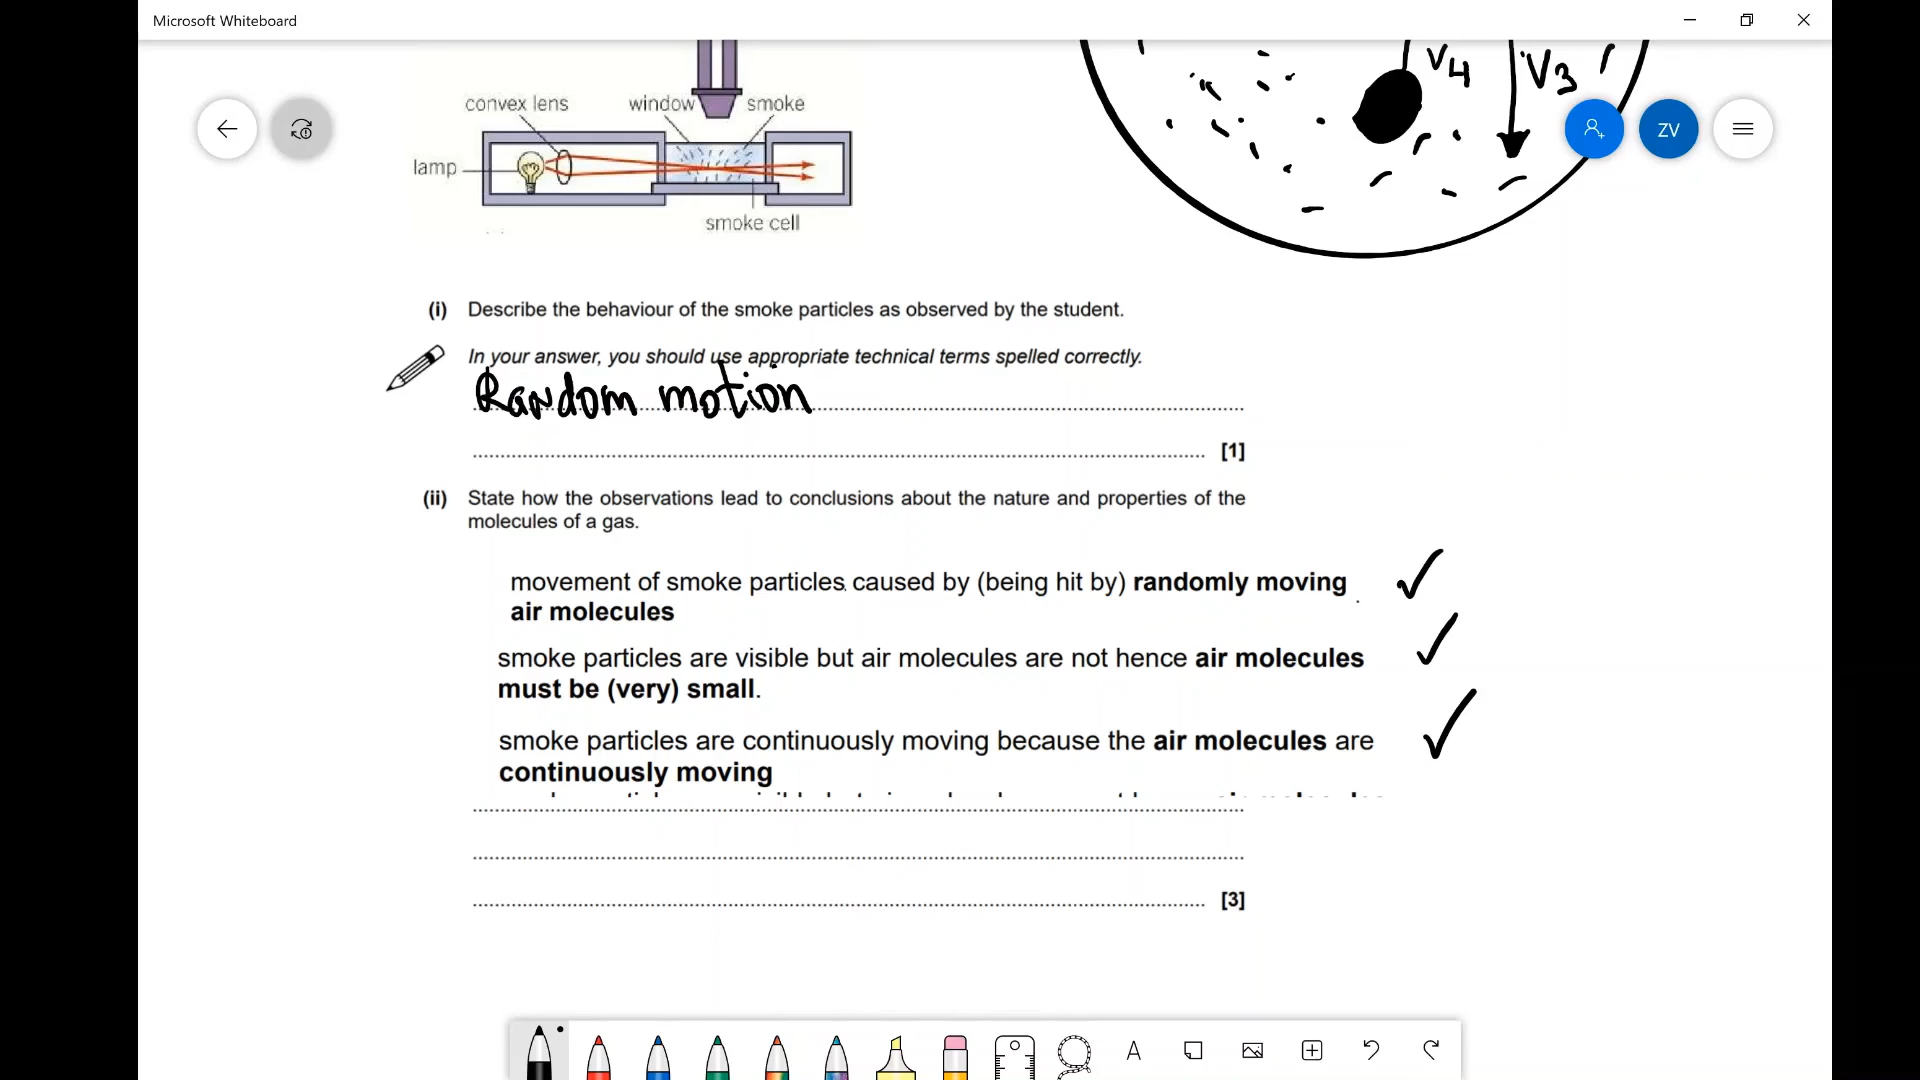 Microsoft Whiteboard
convex lens
window
smoke
lamp
smoke cell
V4
V3
ZV
(i) Describe the behaviour of the smoke particles as observed by the student.
In your answer, you should use appropriate technical terms spelled correctly.
Random motion
[1]
(ii) State how the observations lead to conclusions about the nature and properties of the
molecules of a gas.
movement of smoke particles caused by (being hit by) randomly moving
air molecules
smoke particles are visible but air molecules are not hence air molecules
must be (very) small.
smoke particles are continuously moving because the air molecules are
continuously moving
[3]
A